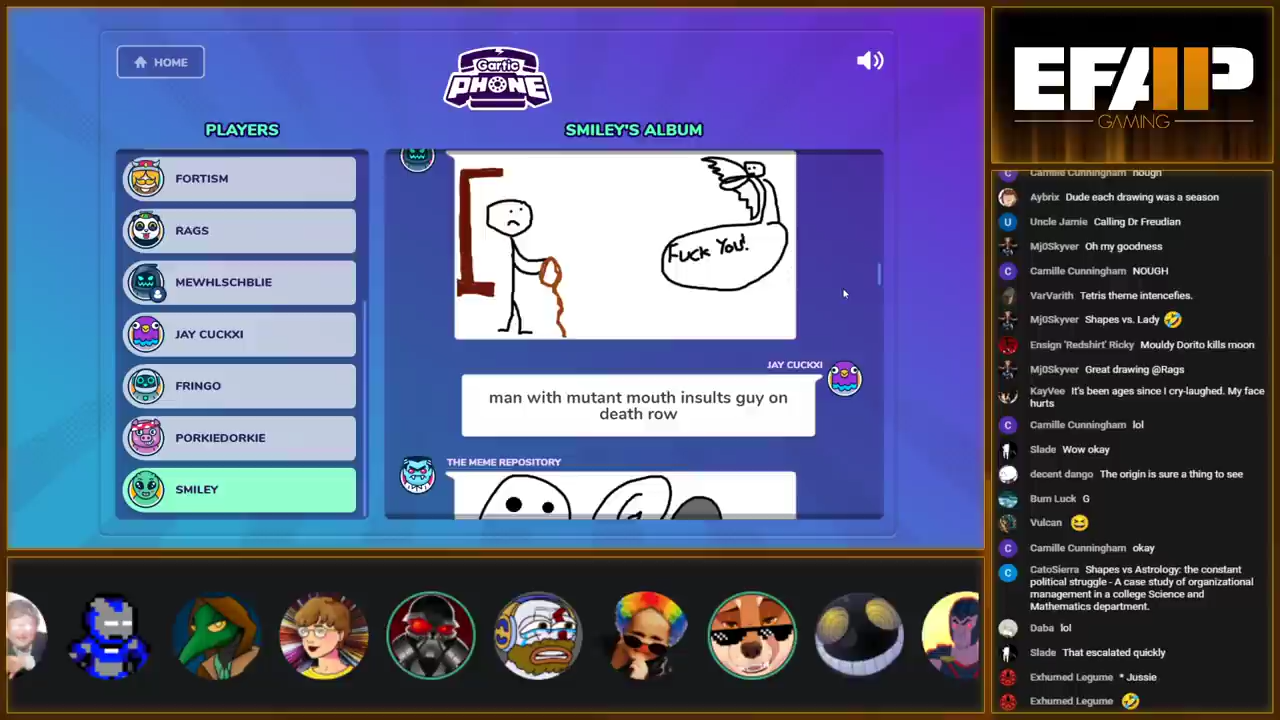 HOME
Gartic
PHONE
PLAYERS
FORTISM
RAGS
MEWHLSCHBLIE
JAY CUCKXI
FRINGO
PORKIEDORKIE
SMILEY
SMILEY'S ALBUM
FUCK YOU!
JAY CUCKXI
man with mutant mouth insults guy on
death row
THE MEME REPOSITORY
EFAP
GAMING
Camille Cunningham nough
Aybrix Dude each drawing was a season
U Uncle Jamie Calling Dr Freudian
Mj0Skyver Oh my goodness
C Camille Cunningham NOUGH
VarVarith Tetris theme intencefies.
Mj0Skyver Shapes vs. Lady 🤣
Ensign 'Redshirt' Ricky Mouldy Dorito kills moon
Mj0Skyver Great drawing @Rags
KayVee It's been ages since I cry-laughed. My face
hurts
C Camille Cunningham lol
Slade Wow okay
decent dango The origin is sure a thing to see
Bum Luck G
Vulcan 😆
C Camille Cunningham okay
C CatoSierra Shapes vs Astrology: the constant
political struggle - A case study of organizational
management in a college Science and
Mathematics department.
Daba lol
Slade That escalated quickly
Exhumed Legume * Jussie
Exhumed Legume 🤣